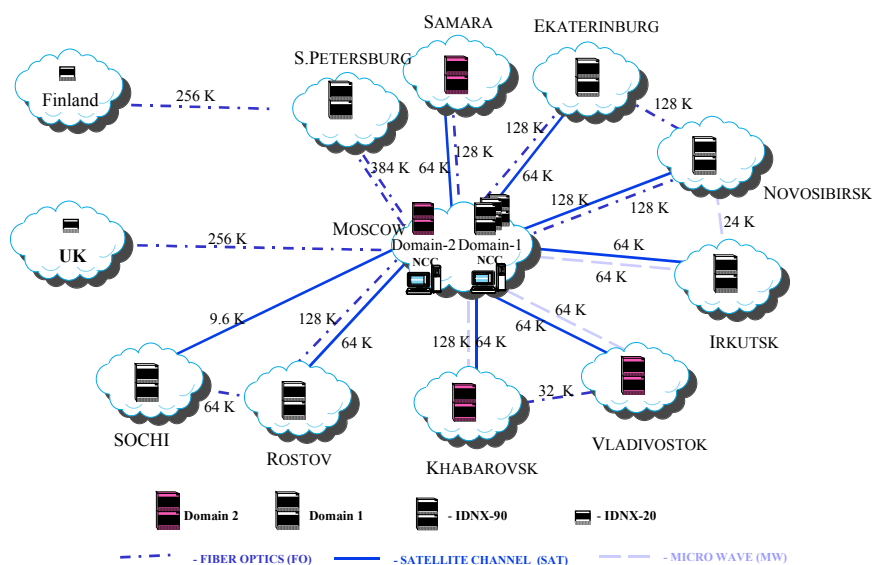 SAMARA
EKATERINBURG
S.PETERSBURG
Finland
256 K
128 K
128 K
384 K
64 K
128 K
64 K
NOVOSIBIRSK
128 K
128 K
24 K
MOSCOW
Domain-2
Domain-1
NCC
NCC
UK
256 K
64 K
64 K
IRKUTSK
9.6 K
128 K
64 K
128 K
64 K
64 K
64 K
64 K
32 K
SOCHI
ROSTOV
KHABAROVSK
VLADIVOSTOK
Domain 2
Domain 1
- IDNX-90
- IDNX-20
- FIBER OPTICS (FO)
- SATELLITE CHANNEL (SAT)
- MICRO WAVE (MW)